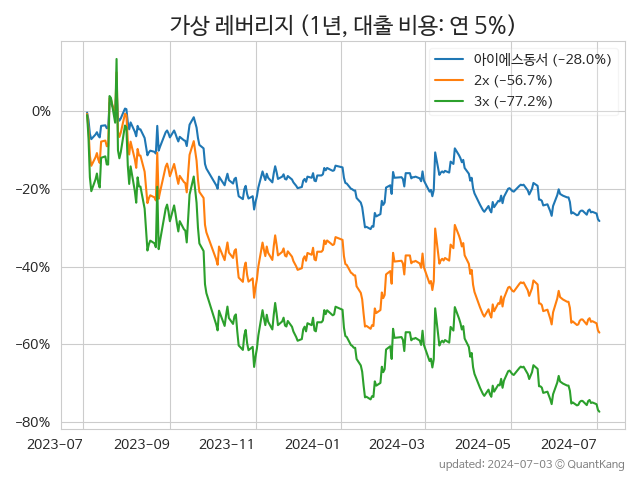 가상 레버리지 (1년, 대출 비용: 연 5%)
아이에스동서 (−28.0%)
2x (−56.7%)
3x (−77.2%)
0%
−20%
−40%
−60%
−80%
2023-07 2023-09 2023-11 2024-01 2024-03 2024-05 2024-07
updated: 2024-07-03 © QuantKang